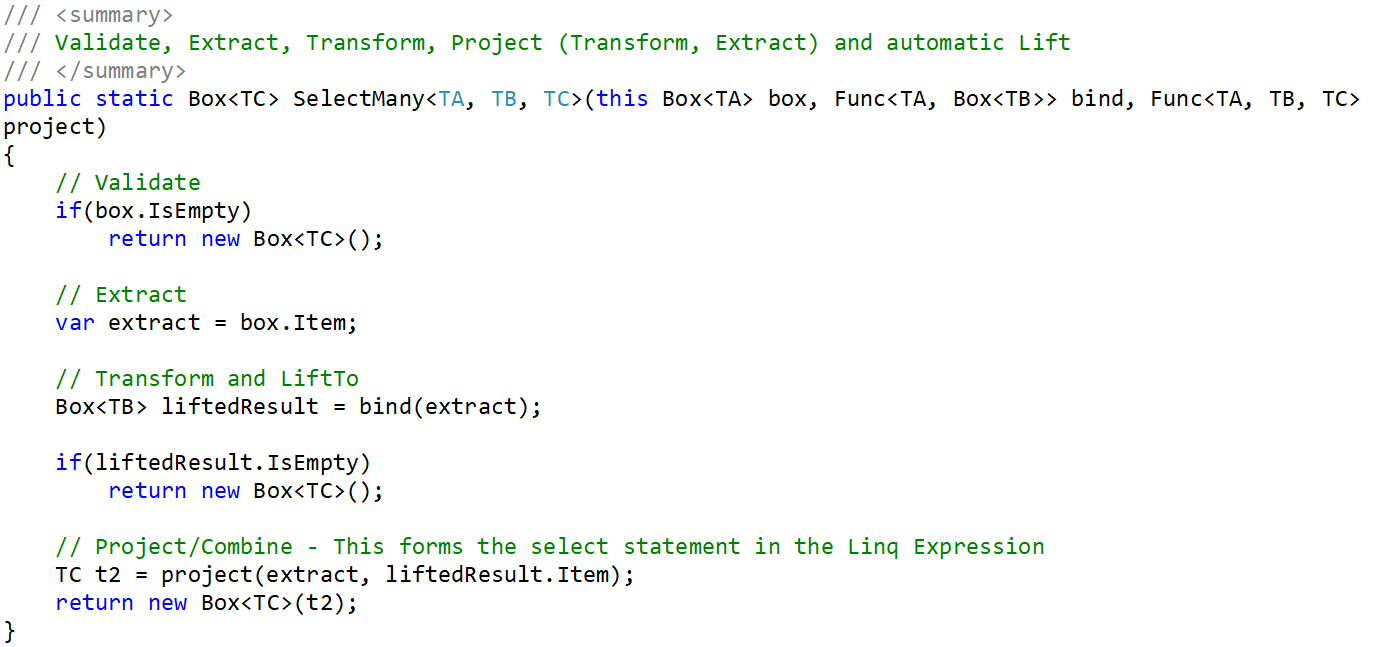 /// <summary>
/// Validate, Extract, Transform, Project (Transform, Extract) and automatic Lift
/// </summary>
public static Box<TC> SelectMany<TA, TB, TC>(this Box<TA> box, Func<TA, Box<TB>> bind, Func<TA, TB, TC>
project)
{
    // Validate
    if(box.IsEmpty)
        return new Box<TC>();

    // Extract
    var extract = box.Item;

    // Transform and LiftTo
    Box<TB> liftedResult = bind(extract);

    if(liftedResult.IsEmpty)
        return new Box<TC>();

    // Project/Combine - This forms the select statement in the Linq Expression
    TC t2 = project(extract, liftedResult.Item);
    return new Box<TC>(t2);
}